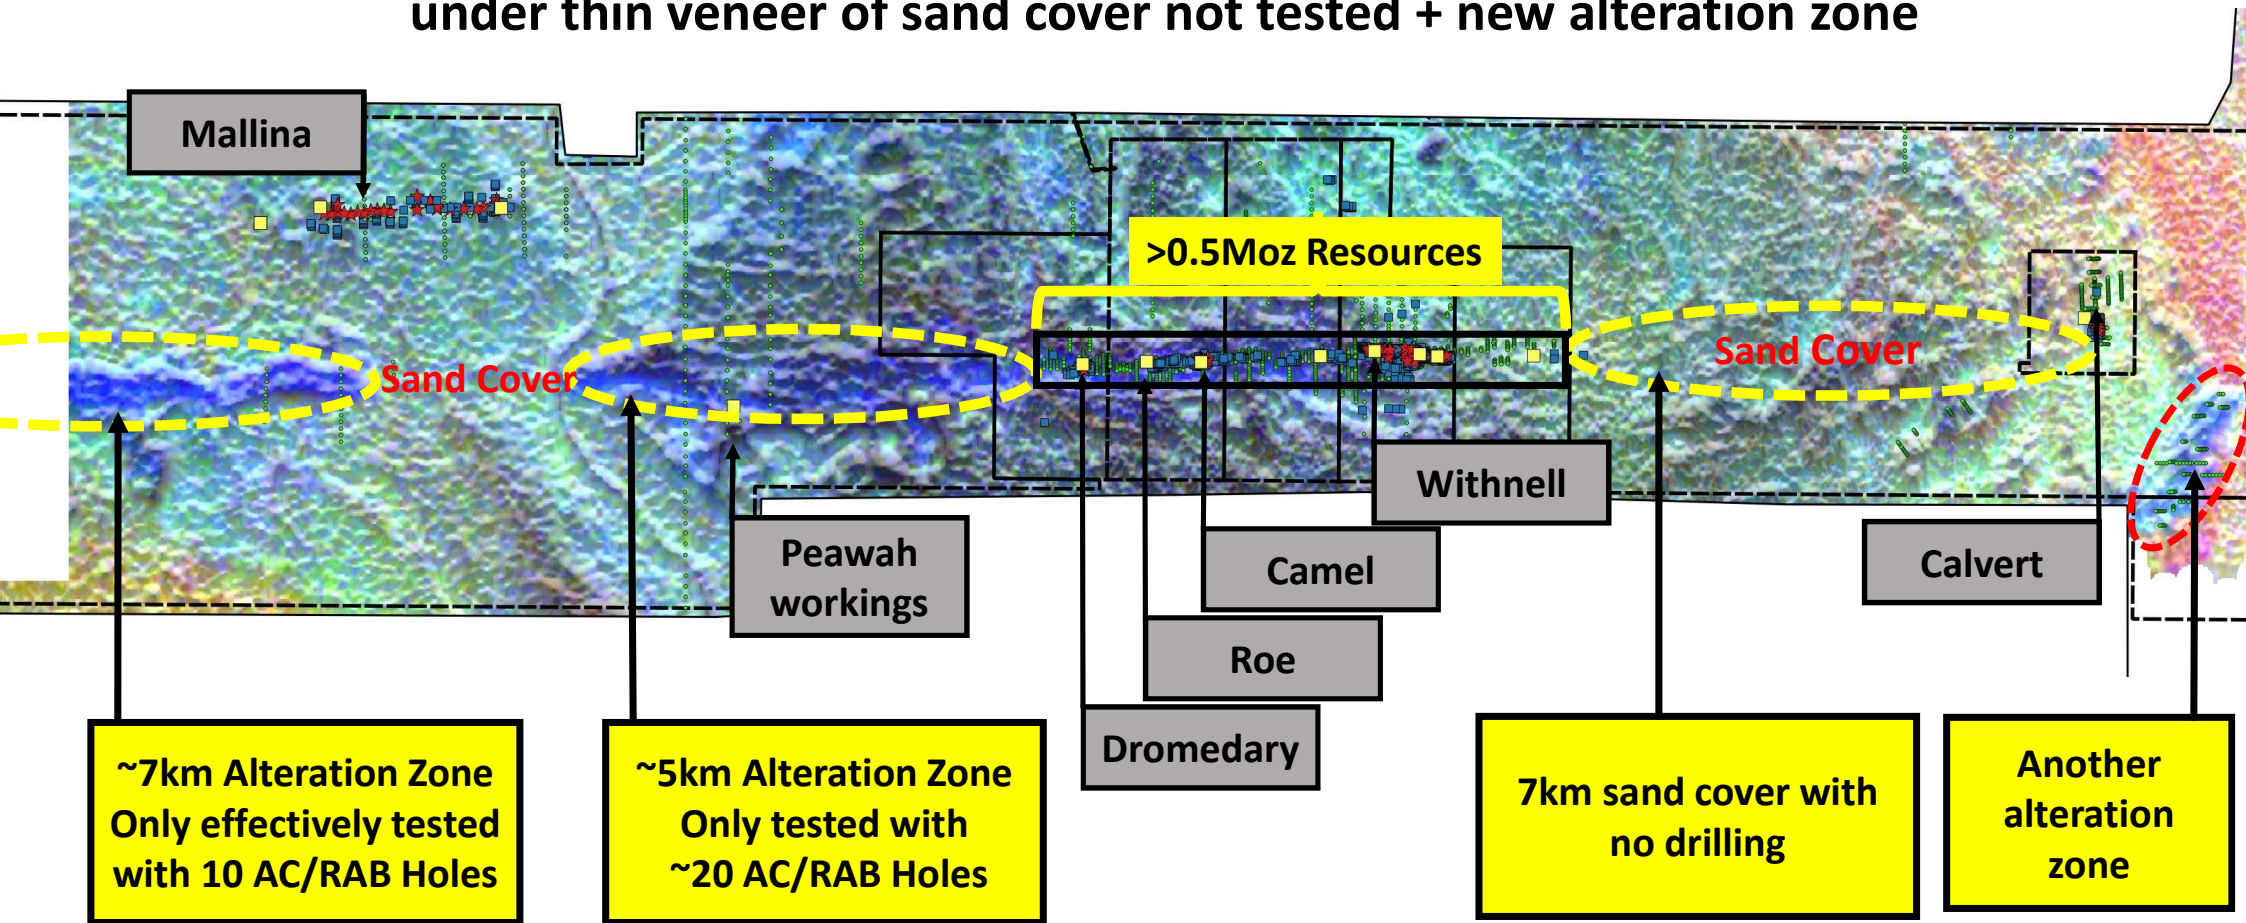 under thin veneer of sand cover not tested + new alteration zone
Mallina
>0.5Moz Resources
Sand Cover
Sand Cover
Withnell
Peawah
workings
Camel
Calvert
Roe
Dromedary
~7km Alteration Zone
Only effectively tested
with 10 AC/RAB Holes
~5km Alteration Zone
Only tested with
~20 AC/RAB Holes
7km sand cover with
no drilling
Another
alteration
zone